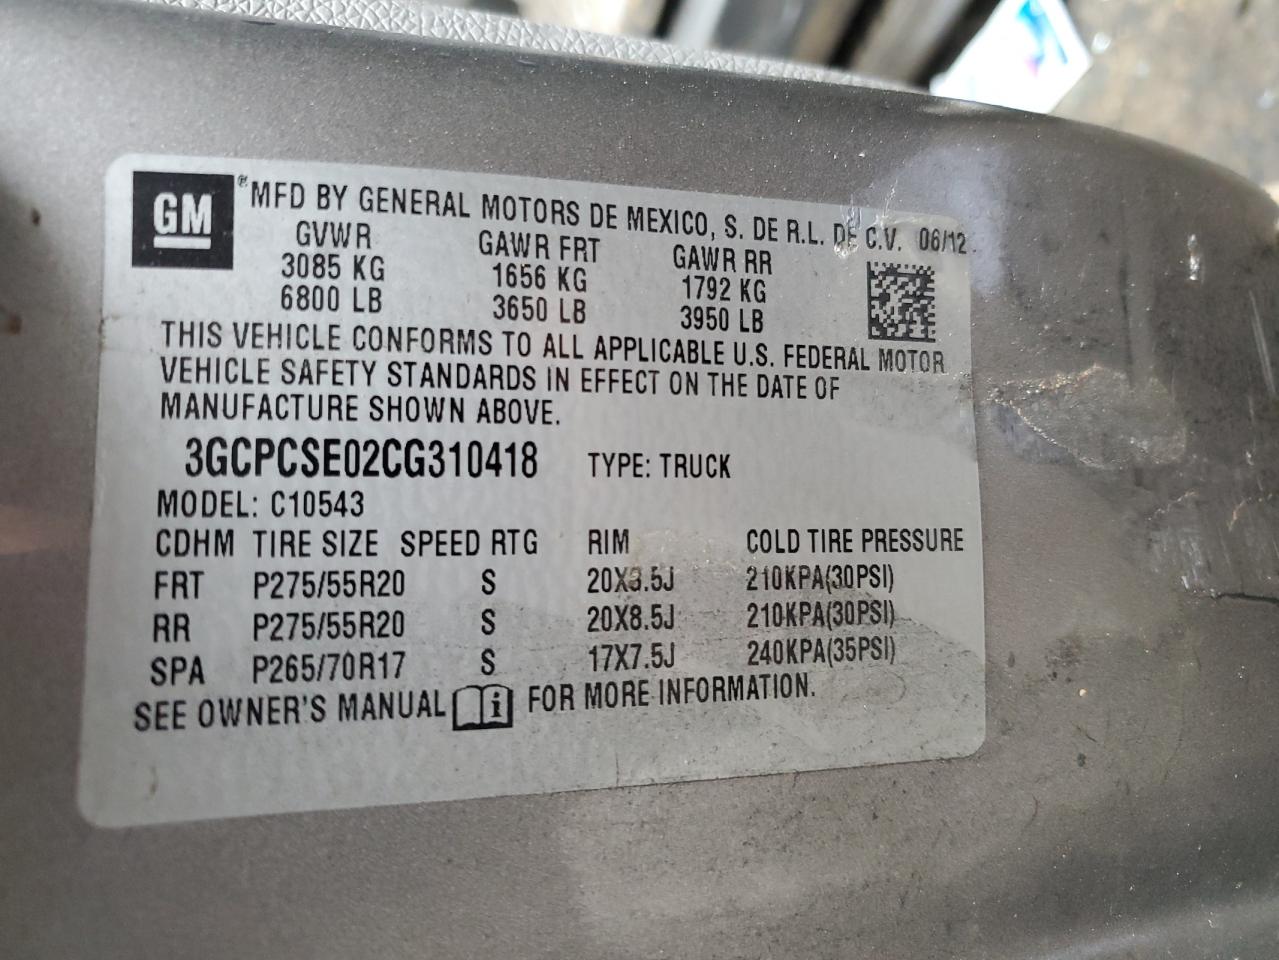 GM® MFD BY GENERAL MOTORS DE MEXICO, S. DE R.L. DE C.V. 06/12
GVWR GAWR FRT GAWR RR
3085 KG 1656 KG 1792 KG
6800 LB 3650 LB 3950 LB
THIS VEHICLE CONFORMS TO ALL APPLICABLE U.S. FEDERAL MOTOR
VEHICLE SAFETY STANDARDS IN EFFECT ON THE DATE OF
MANUFACTURE SHOWN ABOVE.
3GCPCSE02CG310418 TYPE: TRUCK
MODEL: C10543
CDHM TIRE SIZE SPEED RTG RIM COLD TIRE PRESSURE
FRT P275/55R20 S 20X8.5J 210KPA(30PSI)
RR P275/55R20 S 20X8.5J 210KPA(30PSI)
SPA P265/70R17 S 17X7.5J 240KPA(35PSI)
SEE OWNER'S MANUAL i FOR MORE INFORMATION.